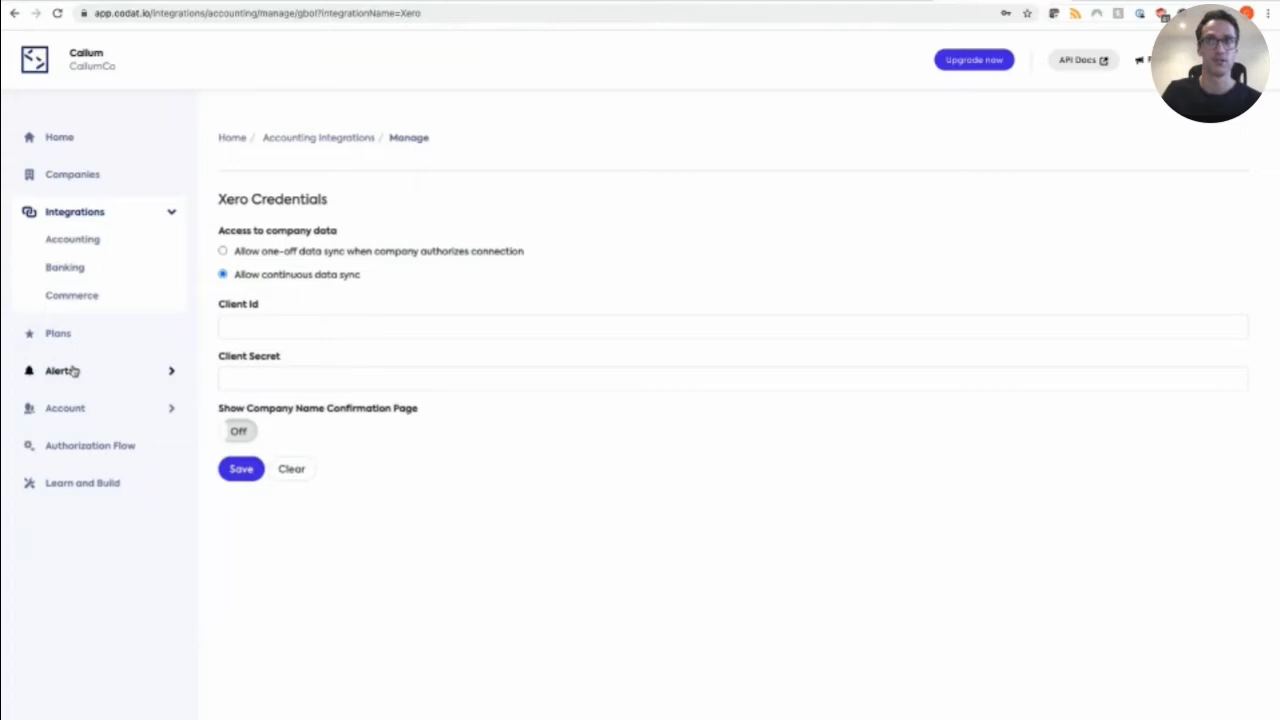 app.codat.io/integrations/accounting/manage/gbol?integrationName=Xero
Callum
CallumCo
Upgrade now
API Docs
Home
Companies
Integrations
Accounting
Banking
Commerce
Plans
Alerts
Account
Authorization Flow
Learn and Build
Home / Accounting Integrations / Manage
Xero Credentials
Access to company data
Allow one-off data sync when company authorizes connection
Allow continuous data sync
Client Id
Client Secret
Show Company Name Confirmation Page
Off
Save
Clear